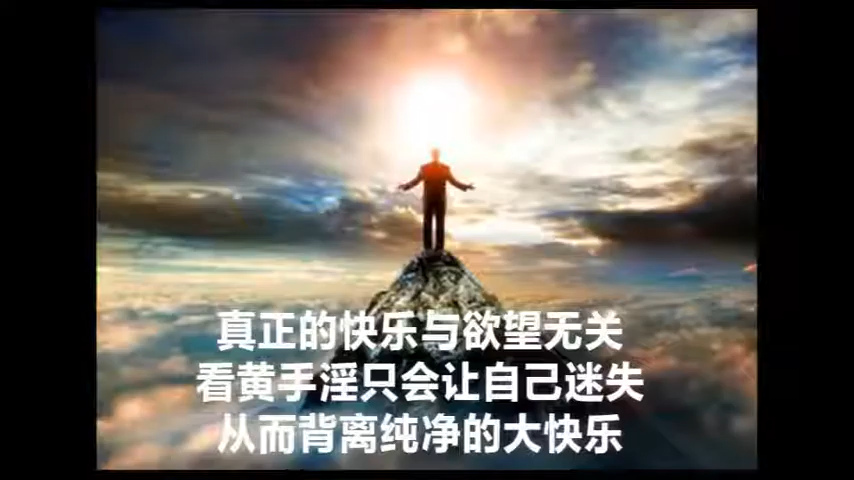 真正的快乐与欲望无关
看黄手淫只会让自己迷失
从而背离纯净的大快乐